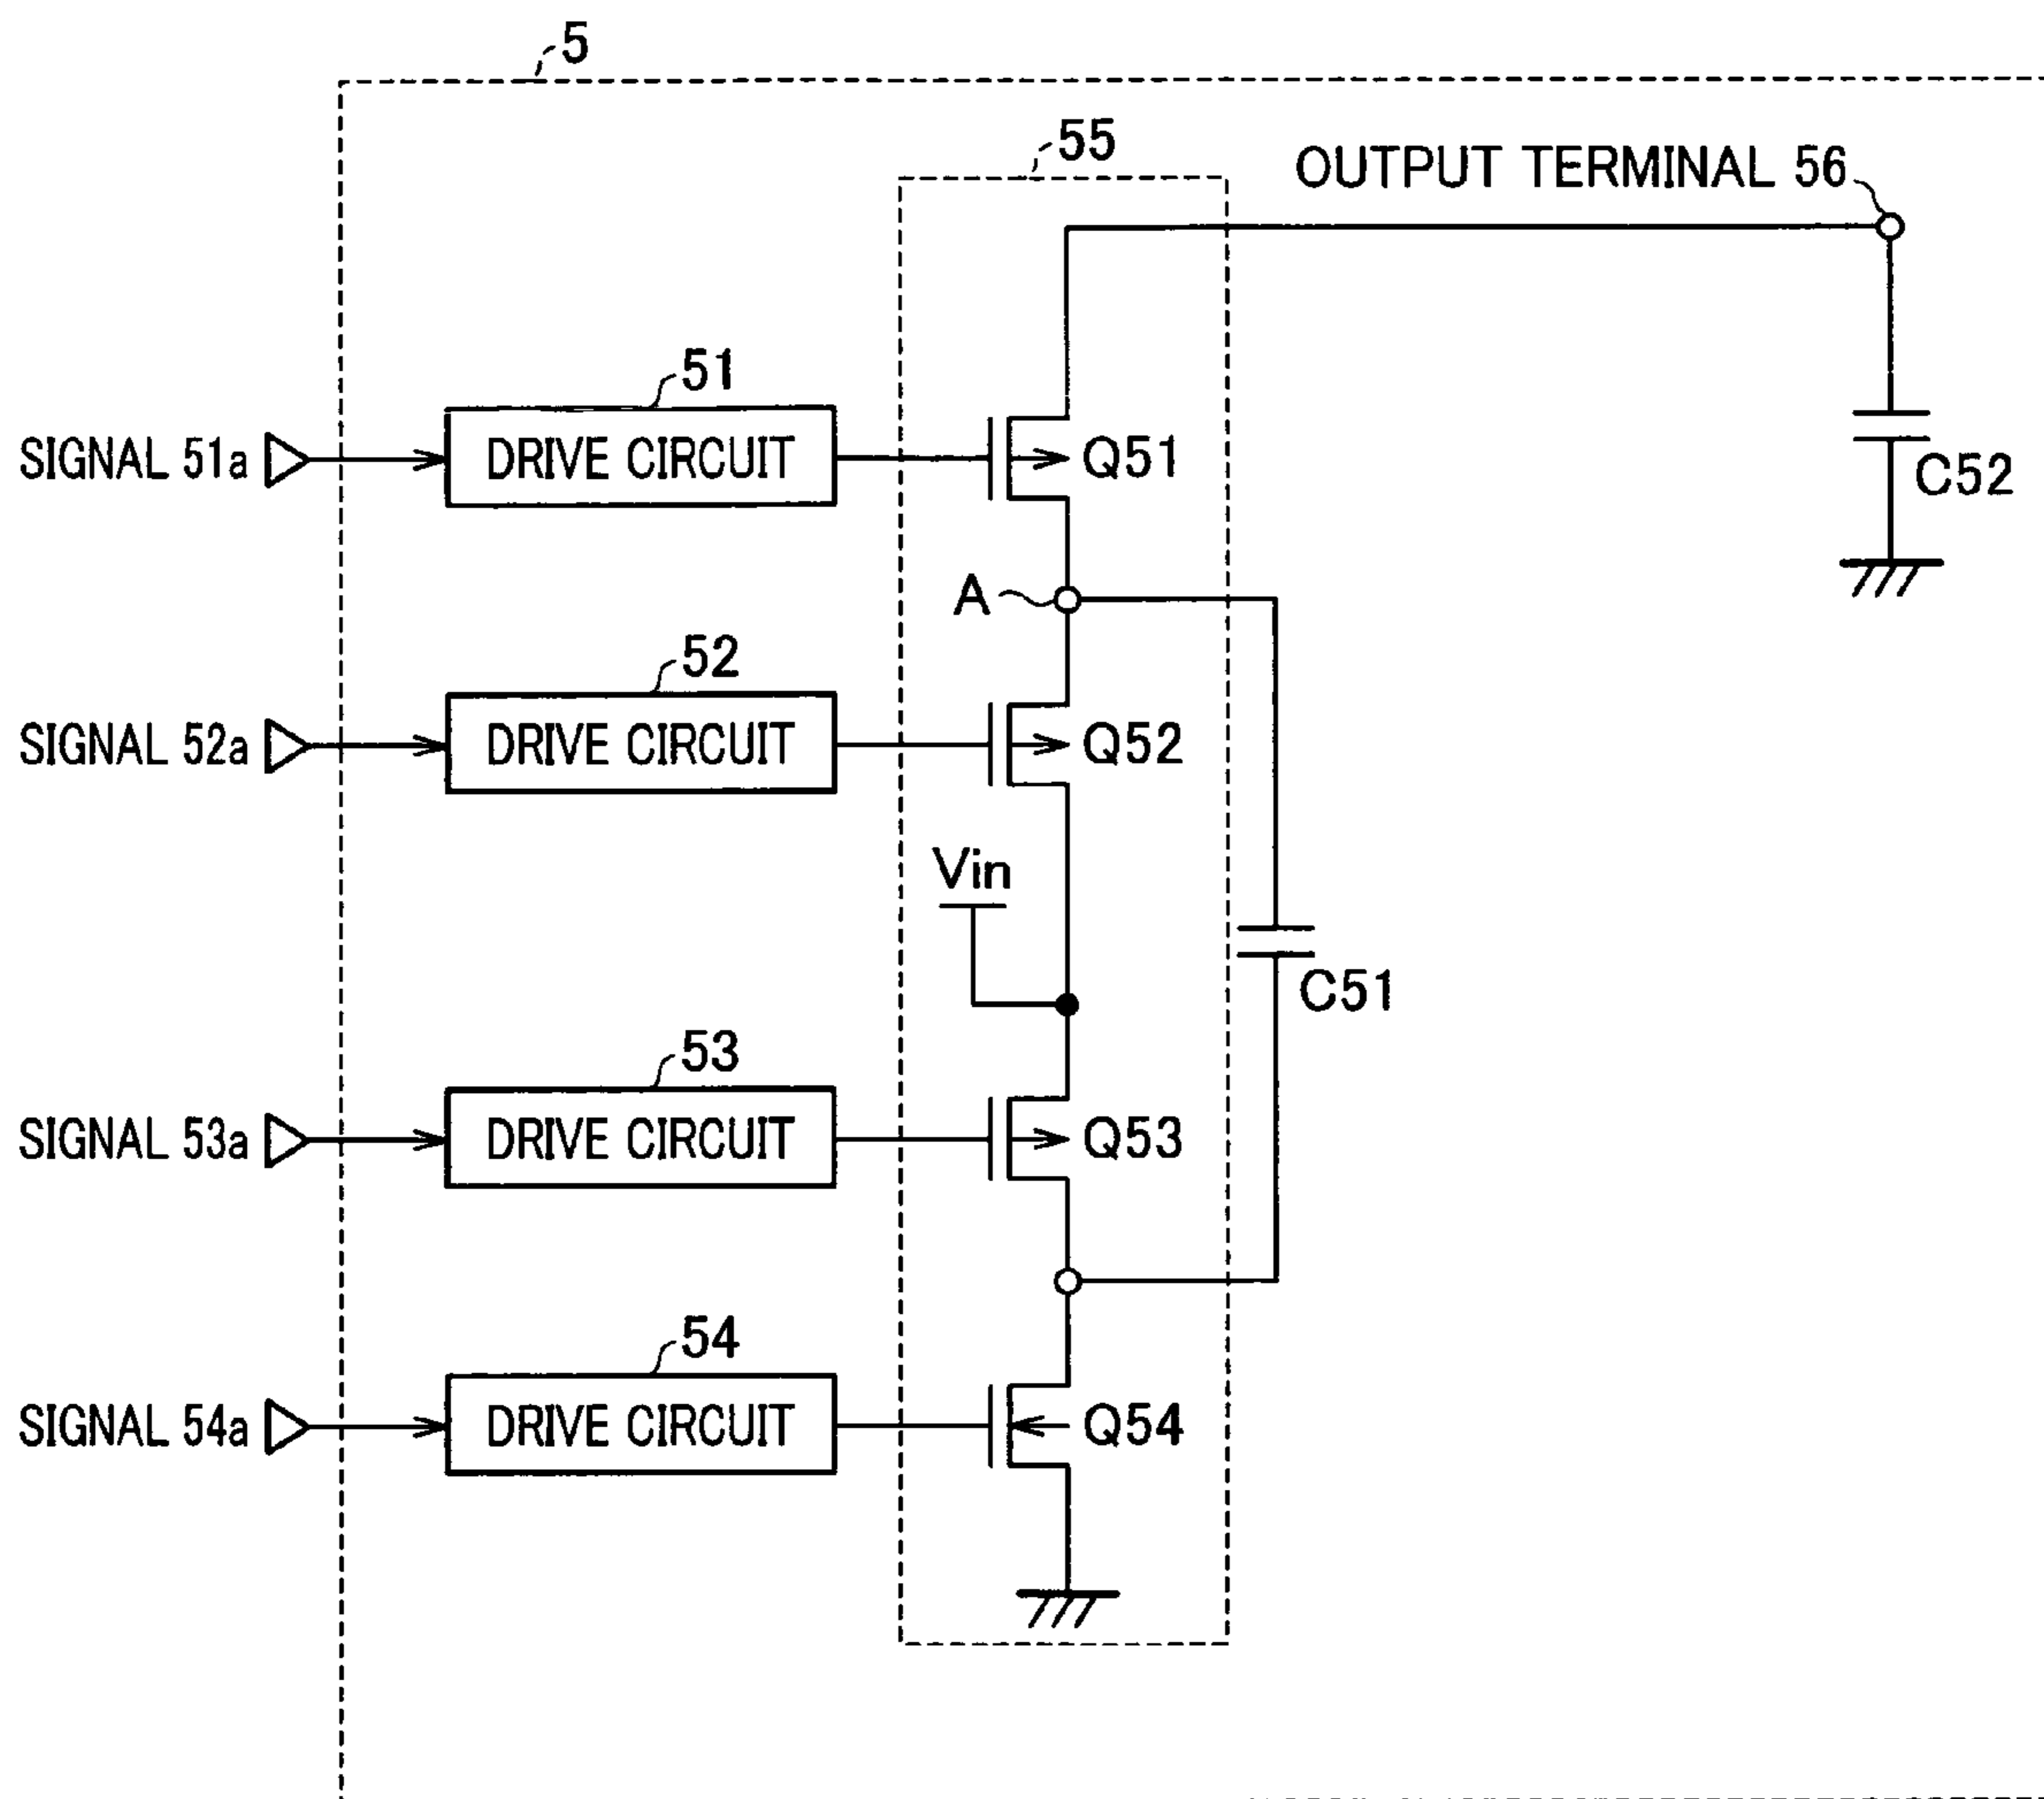 5
55
OUTPUT TERMINAL 56
51
SIGNAL 51a
DRIVE CIRCUIT
Q51
C52
A
52
SIGNAL 52a
DRIVE CIRCUIT
Q52
Vin
C51
53
SIGNAL 53a
DRIVE CIRCUIT
Q53
54
SIGNAL 54a
DRIVE CIRCUIT
Q54